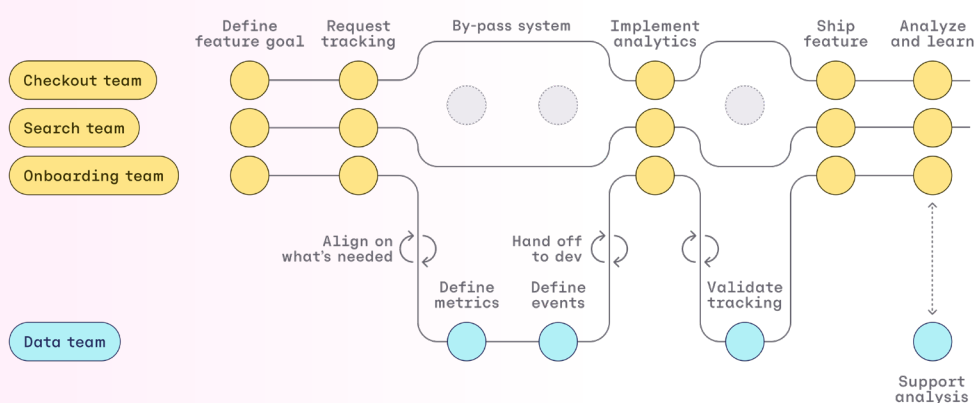 Define
feature goal
Request
tracking
By-pass system
Implement
analytics
Ship
feature
Analyze
and learn
Checkout team
Search team
Onboarding team
Align on
what's needed
Hand off
to dev
Define
metrics
Define
events
Validate
tracking
Data team
Support
analysis